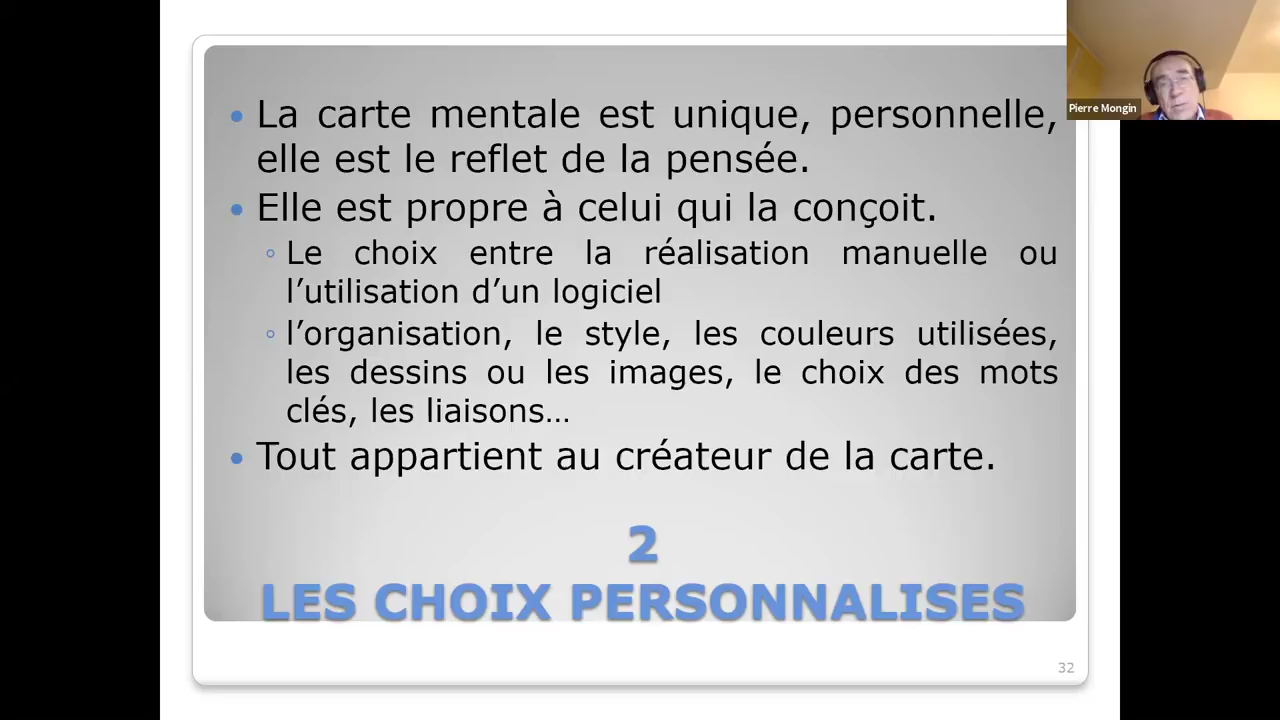 La carte mentale est unique, personnelle,
elle est le reflet de la pensée.
Elle est propre à celui qui la conçoit.
Le choix entre la réalisation manuelle ou
l’utilisation d’un logiciel
l’organisation, le style, les couleurs utilisées,
les dessins ou les images, le choix des mots
clés, les liaisons…
Tout appartient au créateur de la carte.
2
LES CHOIX PERSONNALISES
32
Pierre Mongin